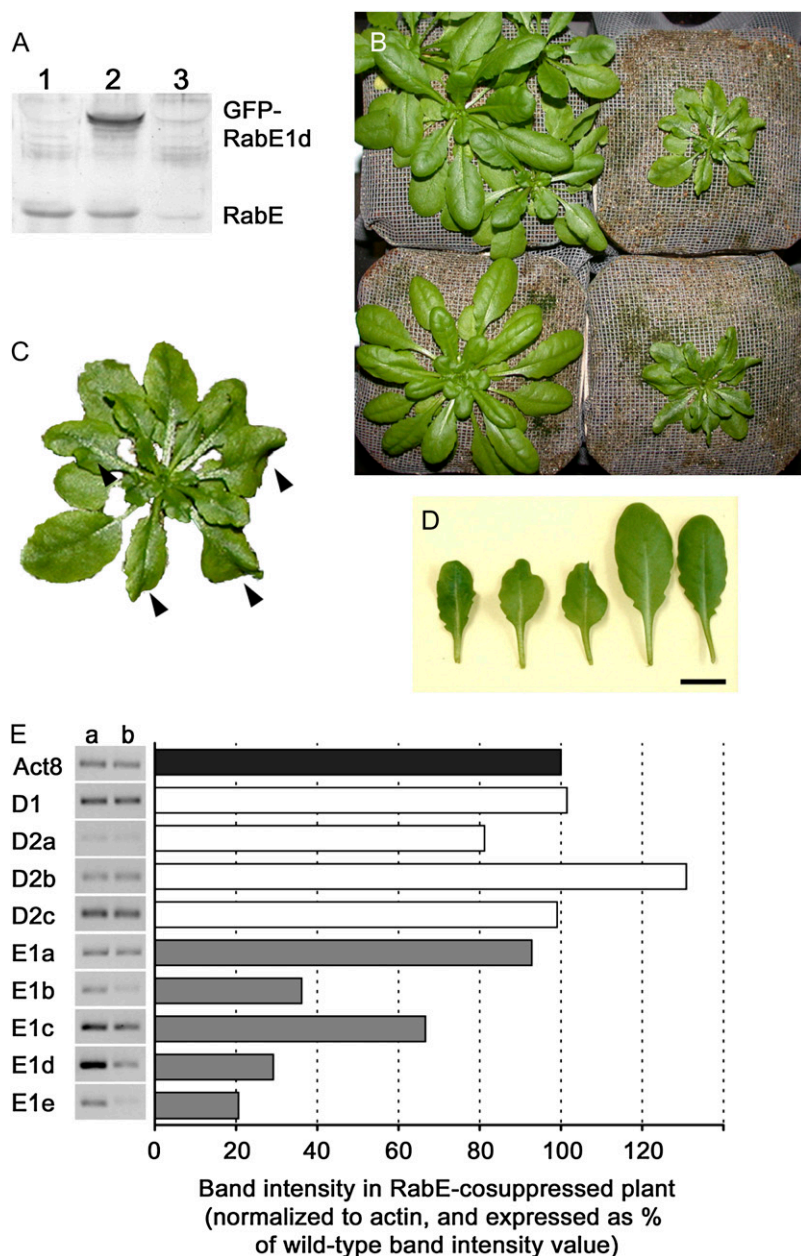 A
1 2 3
GFP-
RabE1d
RabE
B
C
D
E
a b
Act8
D1
D2a
D2b
D2c
E1a
E1b
E1c
E1d
E1e
0 20 40 60 80 100 120
Band intensity in RabE-cosuppressed plant
(normalized to actin, and expressed as %
of wild-type band intensity value)